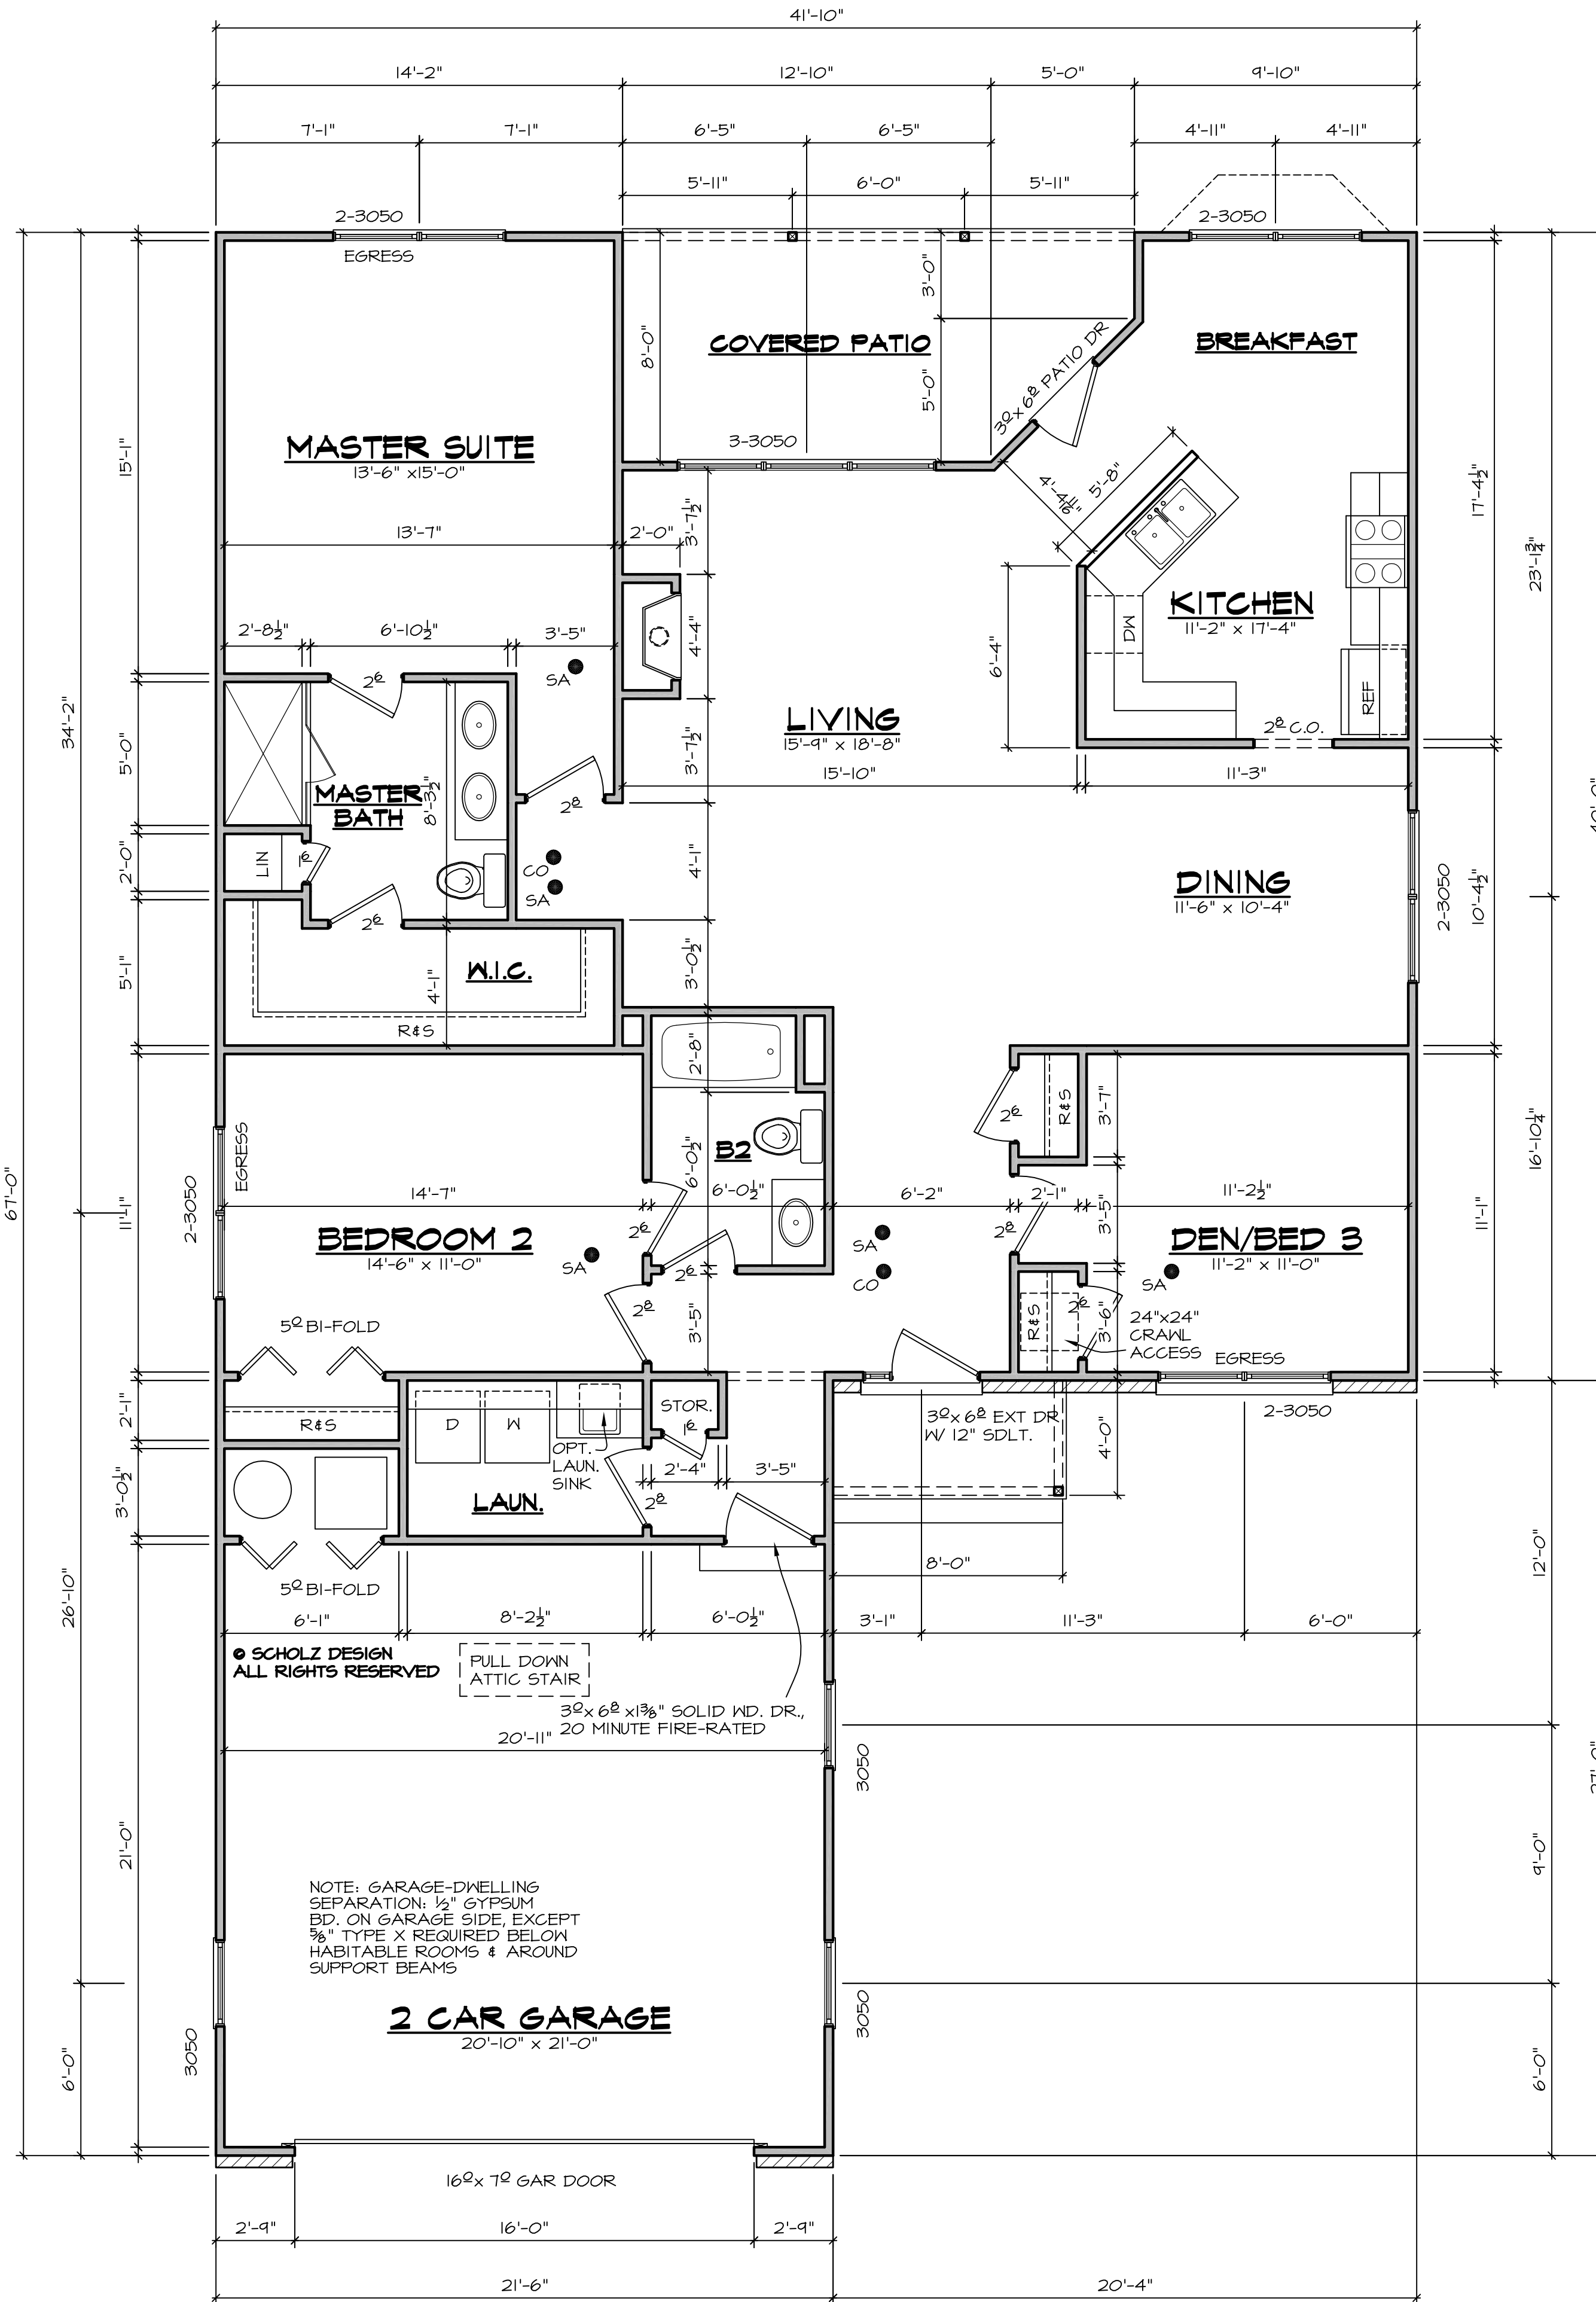 41'-10"
14'-2" 12'-10" 5'-0" 9'-10"
7'-1" 7'-1" 6'-5" 6'-5" 4'-11" 4'-11"
5'-11" 6'-0" 5'-11"
2-3050
EGRESS
2-3050
COVERED PATIO
8'-0"
3'-0"
5'-0"
3⁰x 6⁸ PATIO DR
3-3050
BREAKFAST
MASTER SUITE
13'-6" x15'-0"
13'-7"
2'-0"
3'-7½"
4'-4"
3'-7½"
4'-1"
3'-0½"
2'-8½" 6'-10½" 3'-5"
SA
2⁶
5'-8"
6'-4"
KITCHEN
11'-2" x 17'-4"
DW
REF
2⁸ C.O.
LIVING
15'-9" x 18'-8"
15'-10" 11'-3"
MASTER
BATH
8'-3½"
2⁸
LIN
1⁶
2⁶
CO
SA
DINING
11'-6" x 10'-4"
2-3050
W.I.C.
4'-1"
R&S
15'-1"
5'-0"
2'-0"
5'-1"
11'-1"
2'-1"
3'-0½"
21'-0"
34'-2"
26'-10"
6'-0"
67'-0"
17'-4½"
10'-4½"
11'-1"
23'-1¾"
16'-10¼"
12'-0"
9'-0"
6'-0"
2'-8"
6'-0½"
3'-5"
B2
2⁶
R&S
3'-7"
3'-5"
3'-6"
EGRESS
2-3050
14'-7" 6'-0½" 6'-2" 2'-1" 11'-2½"
BEDROOM 2
14'-6" x 11'-0"
SA
2⁶
2⁶
2⁸
SA
CO
2⁸
DEN/BED 3
11'-2" x 11'-0"
SA
R&S
2⁶
24"x24"
CRAWL
ACCESS
EGRESS
5⁰ BI-FOLD
R&S
D W
OPT.
LAUN.
SINK
STOR.
1⁶
2'-4" 3'-5"
2⁸
LAUN.
3⁰x 6⁸ EXT DR
W/ 12" SDLT.
2-3050
4'-0"
8'-0"
5⁰ BI-FOLD
6'-1" 8'-2½" 6'-0½" 3'-1" 11'-3" 6'-0"
© SCHOLZ DESIGN
ALL RIGHTS RESERVED
PULL DOWN
ATTIC STAIR
3⁰x 6⁸ x1⅜" SOLID WD. DR.,
20 MINUTE FIRE-RATED
20'-11"
3050
NOTE: GARAGE-DWELLING
SEPARATION: ½" GYPSUM
BD. ON GARAGE SIDE, EXCEPT
⅝" TYPE X REQUIRED BELOW
HABITABLE ROOMS & AROUND
SUPPORT BEAMS
2 CAR GARAGE
20'-10" x 21'-0"
3050
3050
16⁰x 7⁰ GAR DOOR
2'-9" 16'-0" 2'-9"
21'-6" 20'-4"